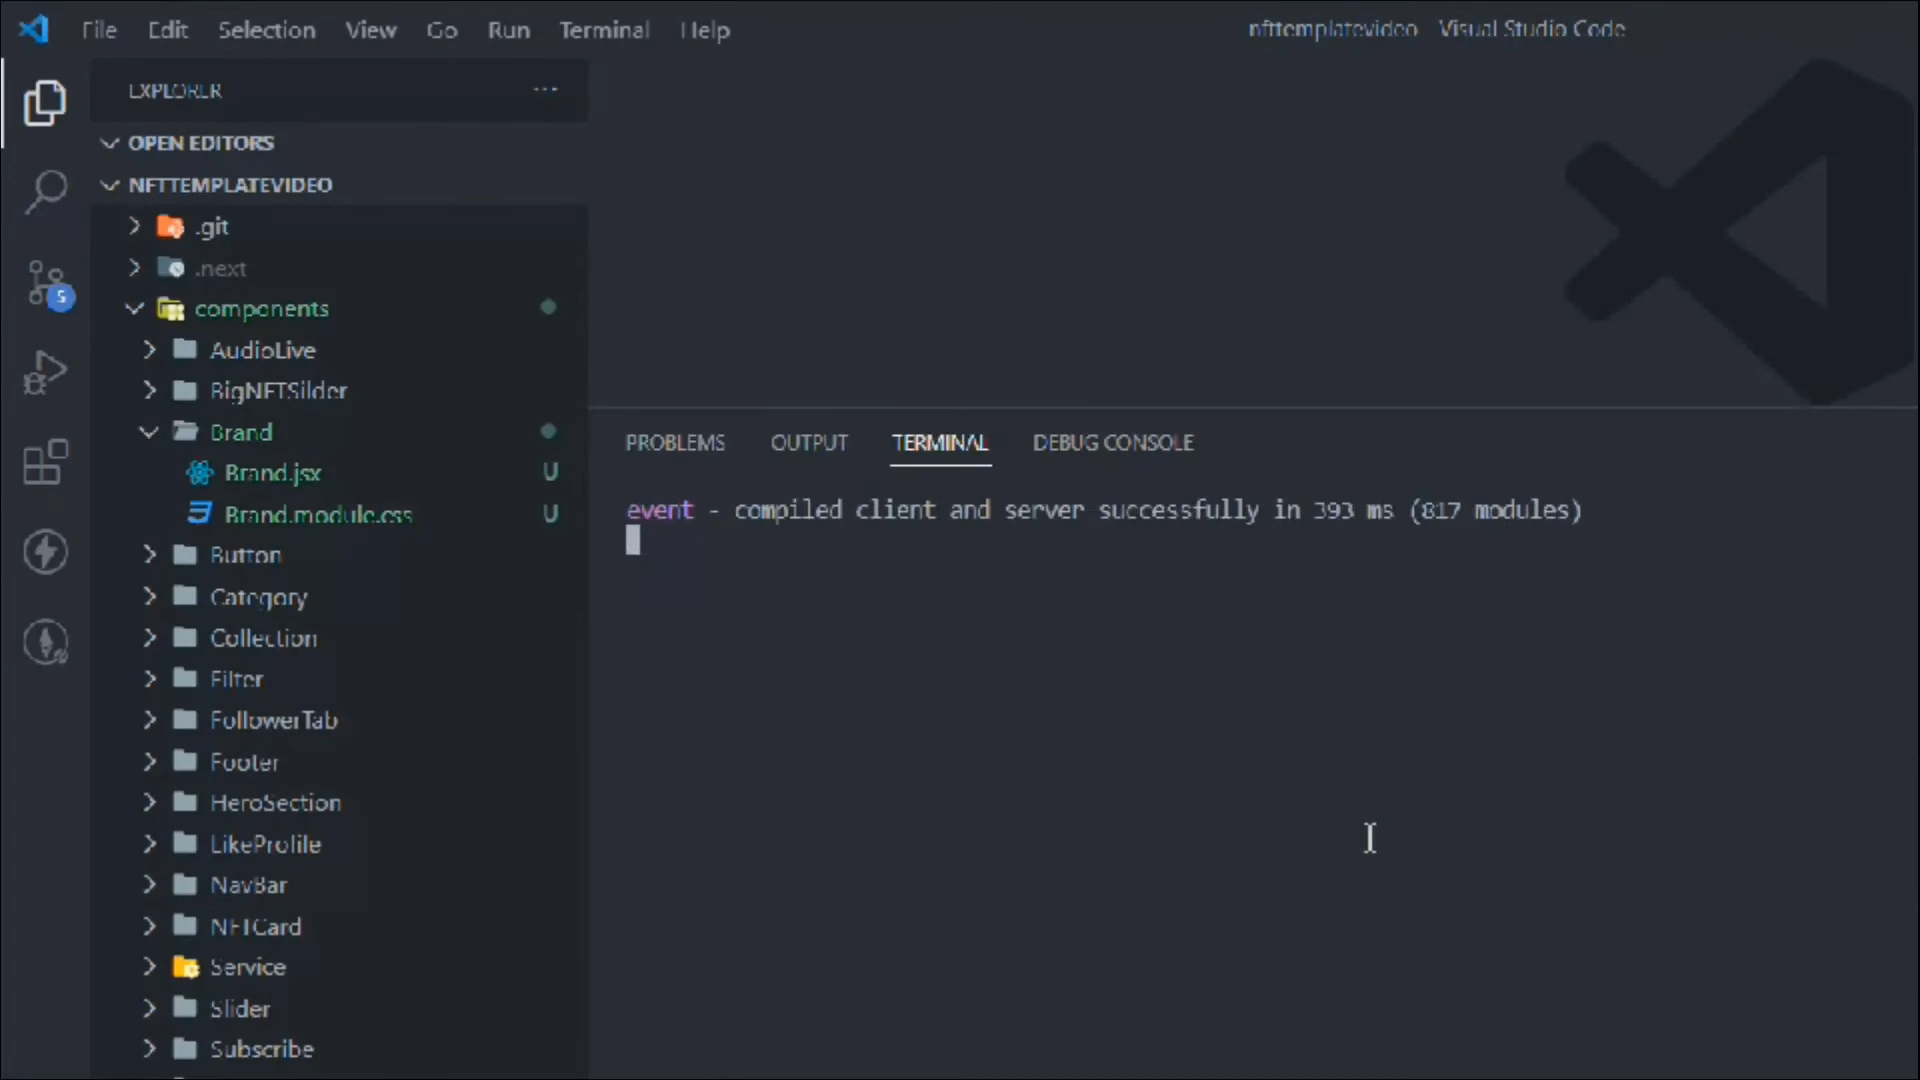 File Edit Selection View Go Run Terminal Help
nfttemplatevideo Visual Studio Code
EXPLORER
OPEN EDITORS
NFTTEMPLATEVIDEO
.git
.next
components
AudioLive
BigNFTSilder
Brand
Brand.jsx U
Brand.module.css U
Button
Category
Collection
Filter
FollowerTab
Footer
HeroSection
LikeProfile
NavBar
NFTCard
Service
Slider
Subscribe
5
PROBLEMS OUTPUT TERMINAL DEBUG CONSOLE
event - compiled client and server successfully in 393 ms (817 modules)